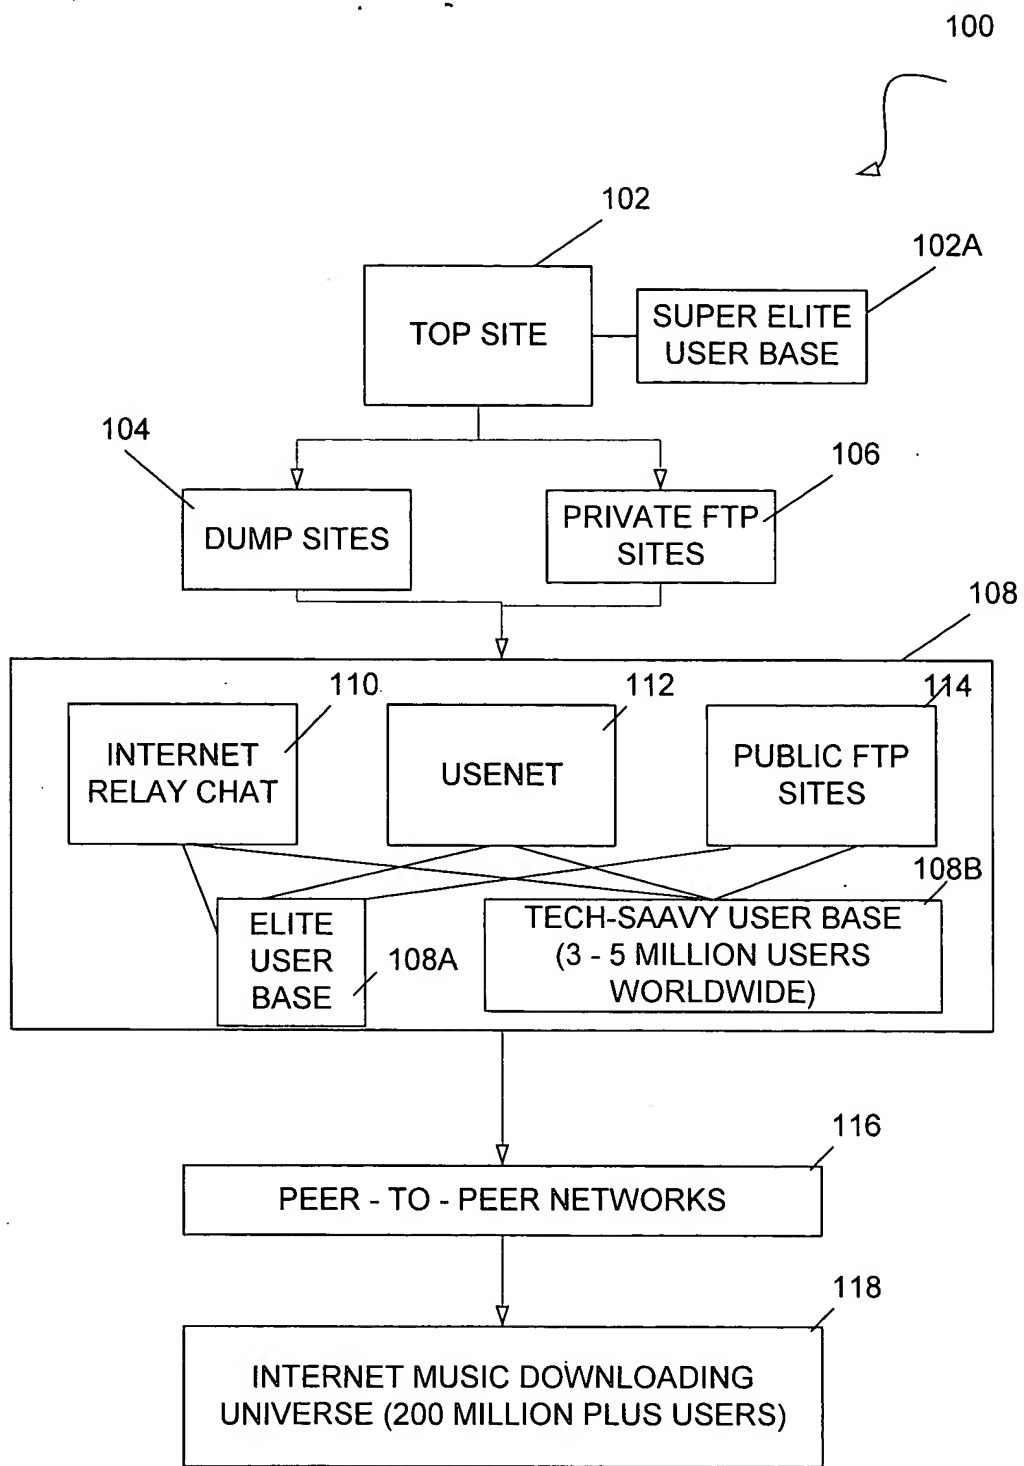 100
102
102A
TOP SITE
SUPER ELITE
USER BASE
104
106
DUMP SITES
PRIVATE FTP
SITES
108
110
112
114
INTERNET
RELAY CHAT
USENET
PUBLIC FTP
SITES
108B
ELITE
USER
BASE
108A
TECH-SAAVY USER BASE
(3 - 5 MILLION USERS
WORLDWIDE)
116
PEER - TO - PEER NETWORKS
118
INTERNET MUSIC DOWNLOADING
UNIVERSE (200 MILLION PLUS USERS)